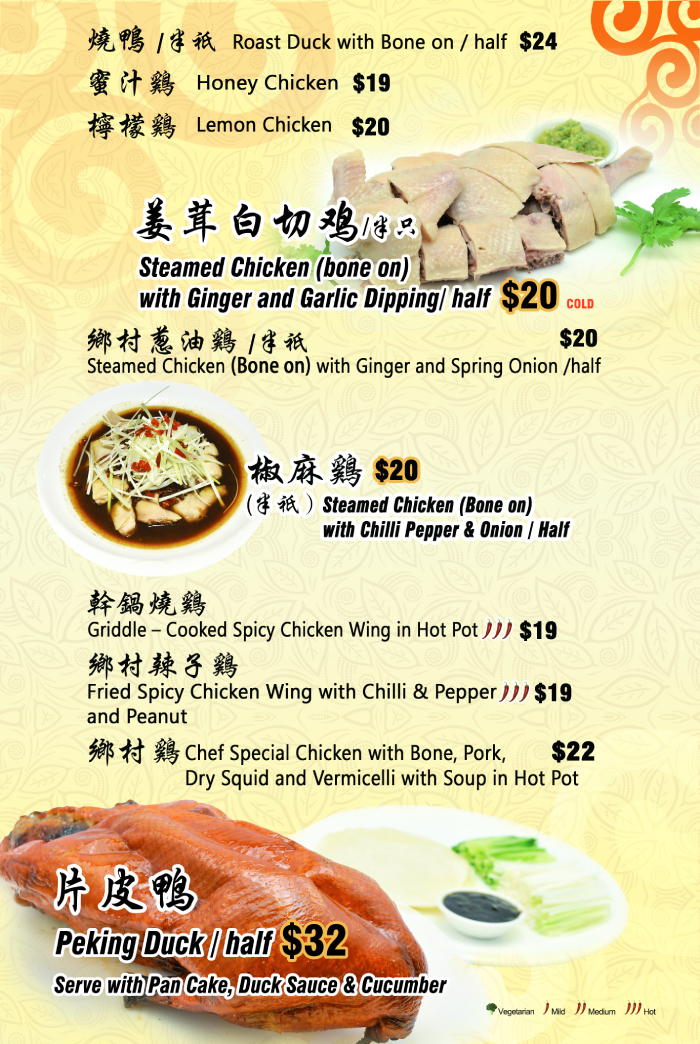 燒鴨 /半祇 Roast Duck with Bone on / half $24
蜜汁鷄 Honey Chicken $19
檸檬鷄 Lemon Chicken $20
姜茸白切鸡/半只
Steamed Chicken (bone on)
with Ginger and Garlic Dipping/ half $20 COLD
鄉村葱油鷄 /半祇 $20
Steamed Chicken (Bone on) with Ginger and Spring Onion /half
椒麻鷄 $20
(半祇) Steamed Chicken (Bone on)
with Chilli Pepper & Onion / Half
幹鍋燒鷄
Griddle – Cooked Spicy Chicken Wing in Hot Pot $19
鄉村辣子鷄
Fried Spicy Chicken Wing with Chilli & Pepper $19
and Peanut
鄉村鷄 Chef Special Chicken with Bone, Pork, $22
Dry Squid and Vermicelli with Soup in Hot Pot
片皮鴨
Peking Duck / half $32
Serve with Pan Cake, Duck Sauce & Cucumber
Vegetarian Mild Medium Hot